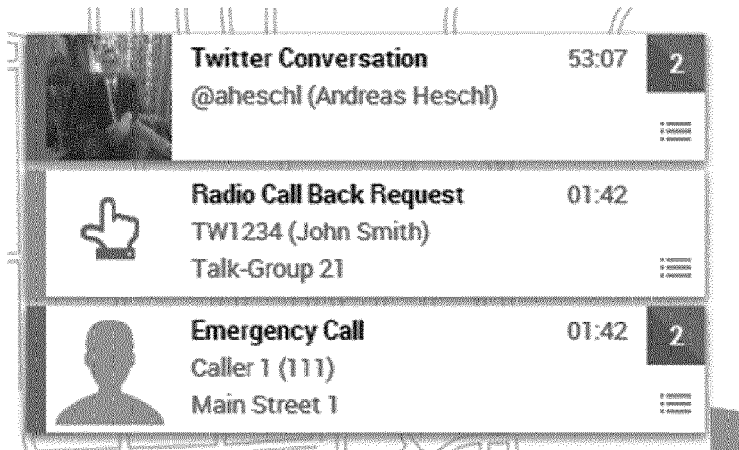 Twitter Conversation 53:07 2
@aheschl (Andreas Heschl)
Radio Call Back Request 01:42
TW1234 (John Smith)
Talk-Group 21
Emergency Call 01:42 2
Caller 1 (111)
Main Street 1